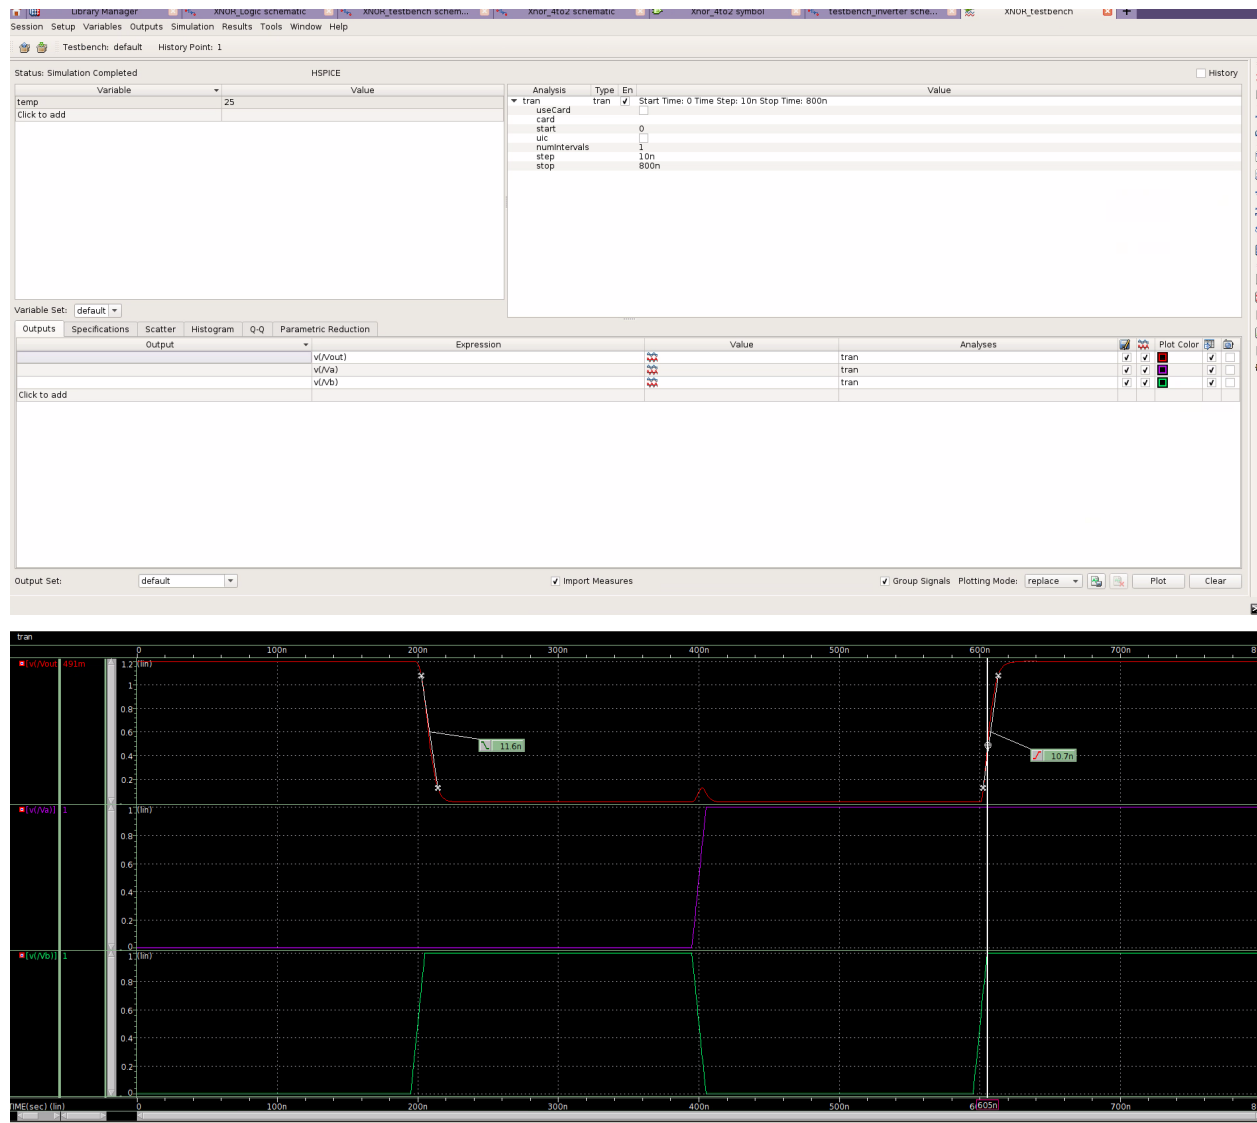 Library Manager XNOR_Logic schematic XNOR_testbench schem... Xnor_4to2 schematic Xnor_4to2 symbol testbench_inverter sche... XNOR_testbench
Session Setup Variables Outputs Simulation Results Tools Window Help
Testbench: default History Point: 1
Status: Simulation Completed HSPICE History
Variable Value
temp 25
Click to add
Analysis Type En Value
tran tran Start Time: 0 Time Step: 10n Stop Time: 800n
useCard
card
start 0
uic
numIntervals 1
step 10n
stop 800n
Variable Set: default
Outputs Specifications Scatter Histogram Q-Q Parametric Reduction
Output Expression Value Analyses Plot Color
v(/Vout) tran
v(/Va) tran
v(/Vb) tran
Click to add
Output Set: default Import Measures Group Signals Plotting Mode: replace Plot Clear
tran
0 100n 200n 300n 400n 500n 600n 700n 8
v(/Vout 491m 1.2 (lin)
1
0.8
0.6
11.6n
0.4
10.7n
0.2
v(/Va)] 1 1 (lin)
0.8
0.6
0.4
0.2
0
v(/Vb)] 1 1 (lin)
0.8
0.6
0.4
0.2
0
TIME(sec) (lin) 0 100n 200n 300n 400n 500n 605n 700n 8